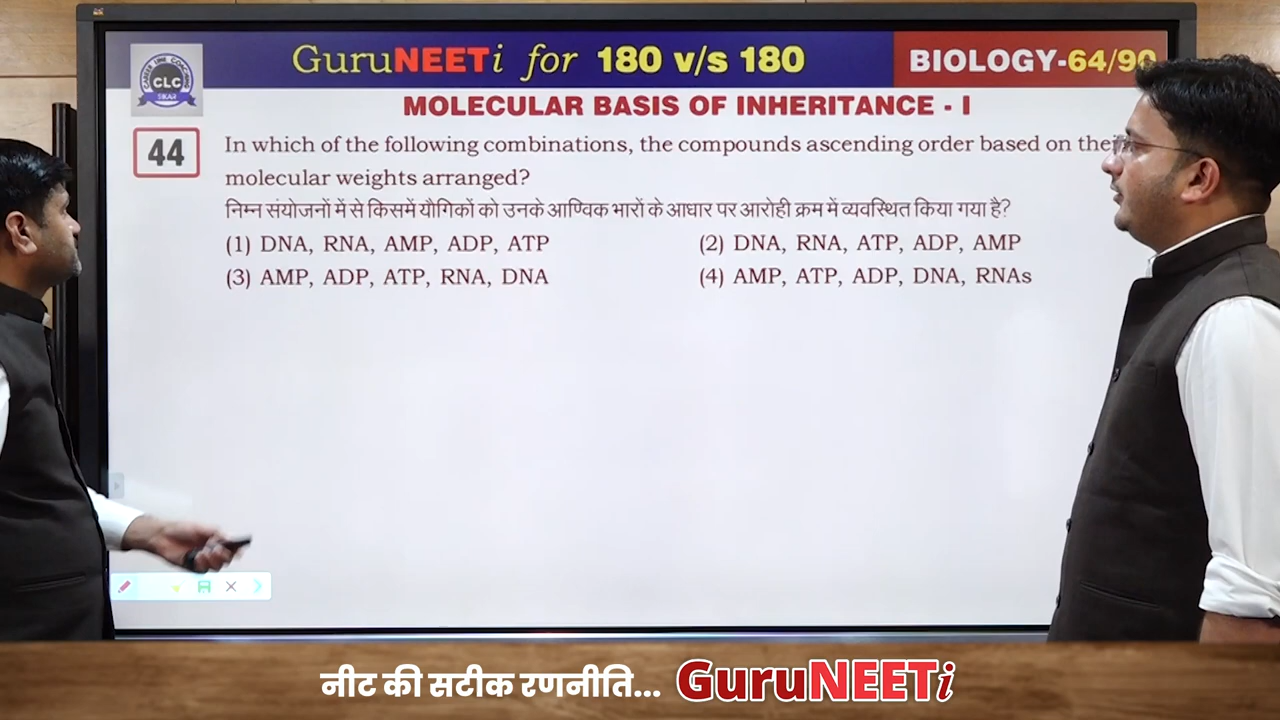 GuruNEETi for 180 v/s 180
BIOLOGY-64/90
CLC
SIKAR
MOLECULAR BASIS OF INHERITANCE - I
44
In which of the following combinations, the compounds ascending order based on the
molecular weights arranged?
निम्न संयोजनों में से किसमें यौगिकों को उनके आण्विक भारों के आधार पर आरोही क्रम में व्यवस्थित किया गया है?
(1) DNA, RNA, AMP, ADP, ATP
(2) DNA, RNA, ATP, ADP, AMP
(3) AMP, ADP, ATP, RNA, DNA
(4) AMP, ATP, ADP, DNA, RNAs
नीट की सटीक रणनीति... GuruNEETi